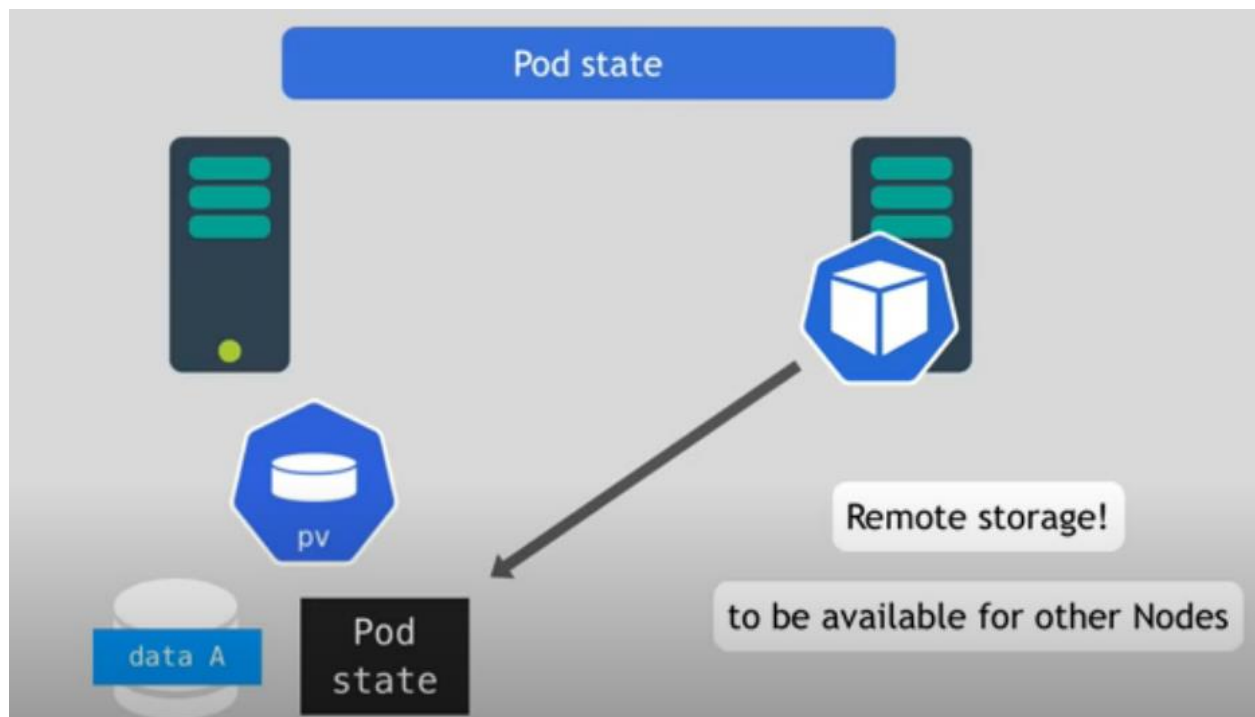 Pod state
pv
Remote storage!
to be available for other Nodes
data A
Pod
state